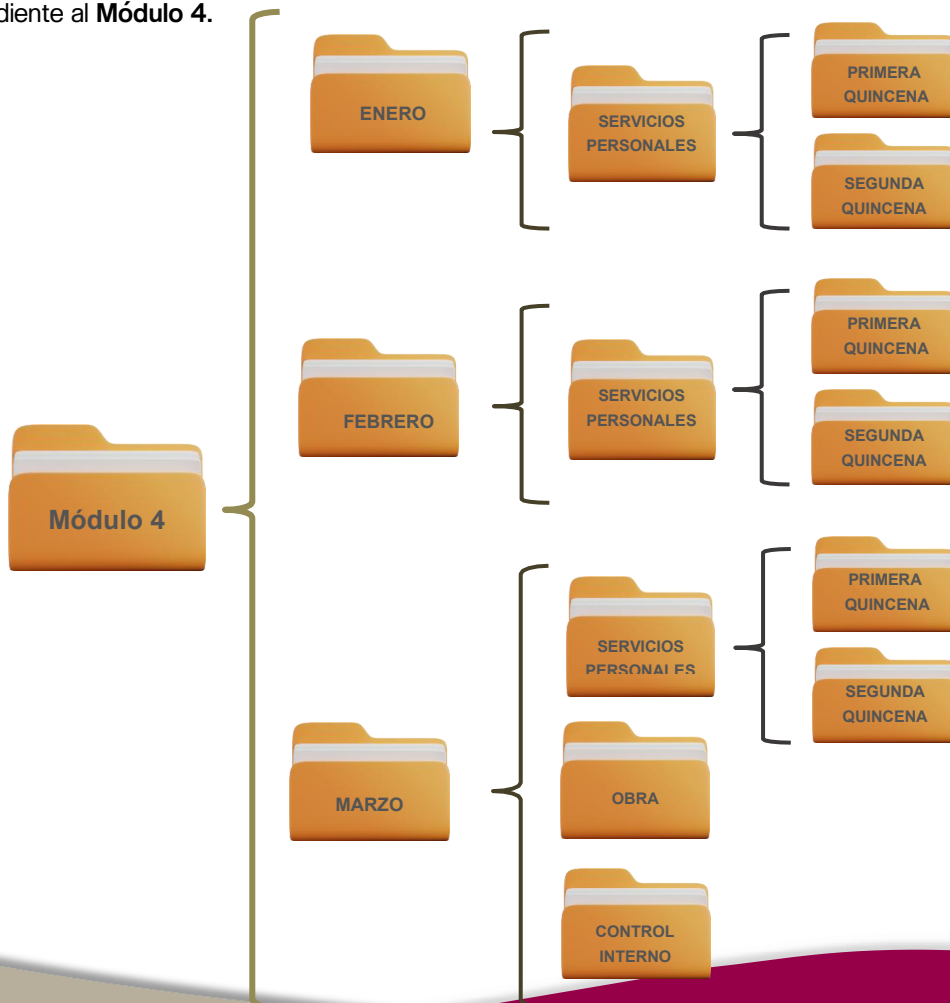 diente al Módulo 4.
ENERO
SERVICIOS
PERSONALES
PRIMERA
QUINCENA
SEGUNDA
QUINCENA
FEBRERO
SERVICIOS
PERSONALES
PRIMERA
QUINCENA
SEGUNDA
QUINCENA
Módulo 4
MARZO
SERVICIOS
PERSONALES
PRIMERA
QUINCENA
SEGUNDA
QUINCENA
OBRA
CONTROL
INTERNO